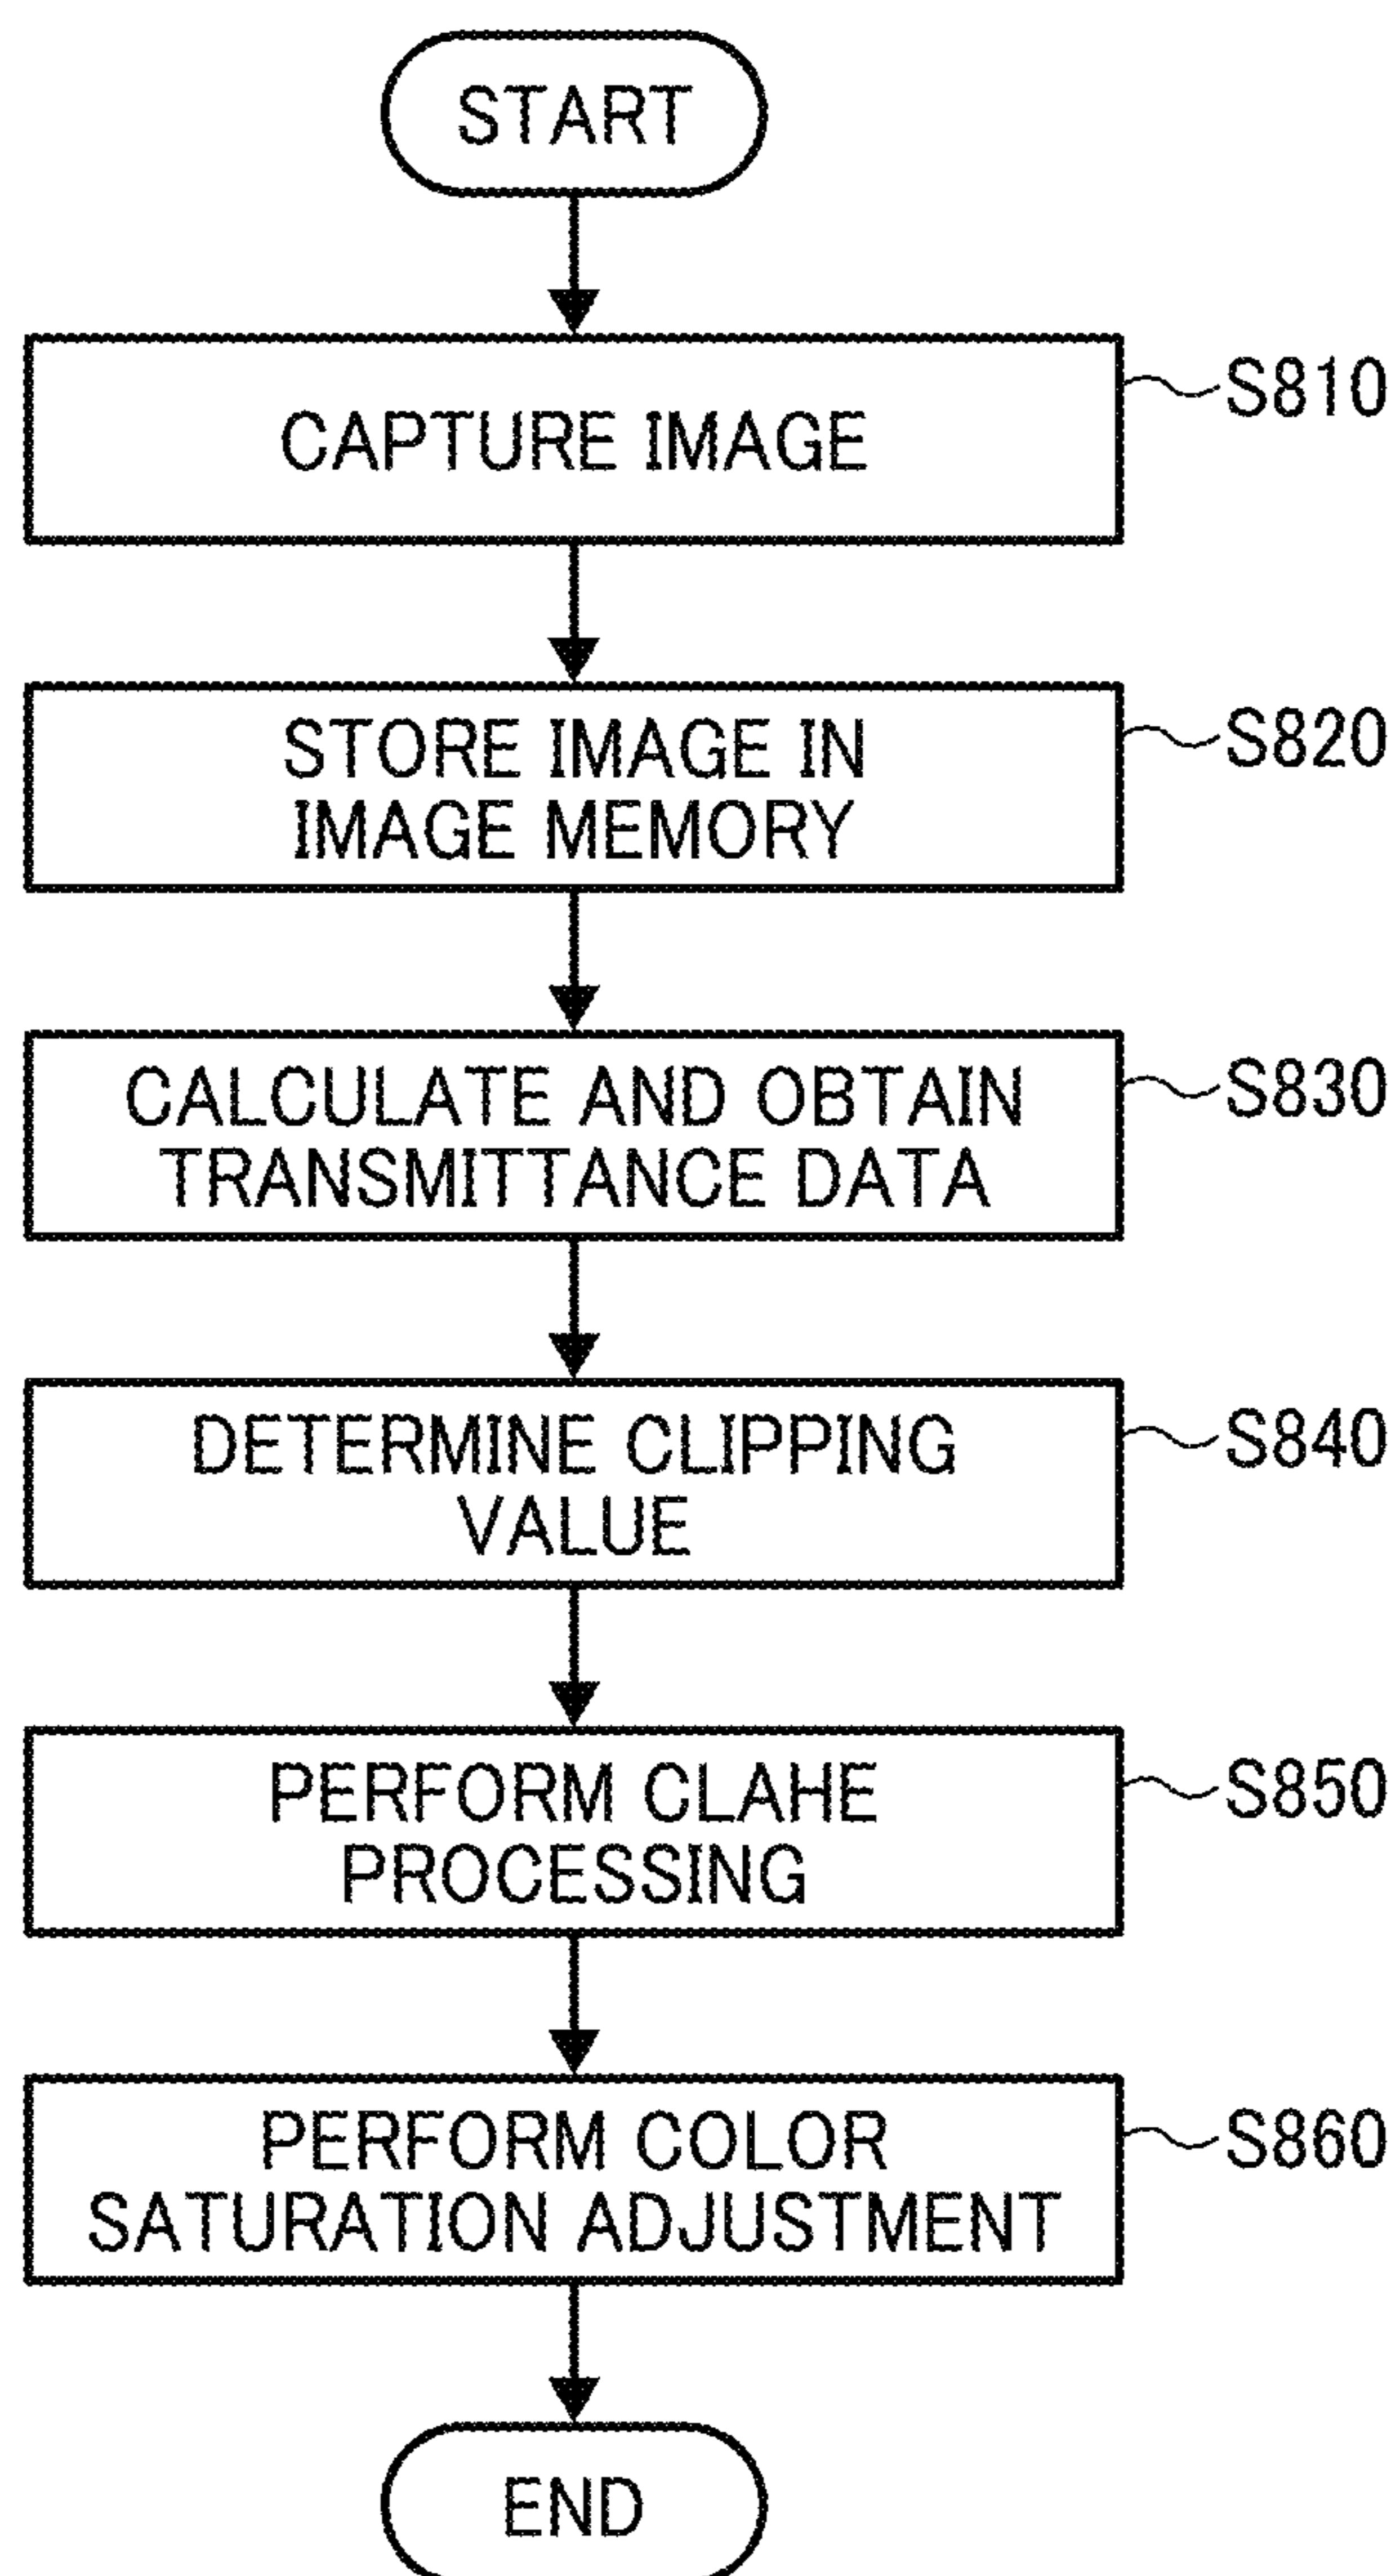 START
CAPTURE IMAGE
S810
STORE IMAGE IN
IMAGE MEMORY
S820
CALCULATE AND OBTAIN
TRANSMITTANCE DATA
S830
DETERMINE CLIPPING
VALUE
S840
PERFORM CLAHE
PROCESSING
S850
PERFORM COLOR
SATURATION ADJUSTMENT
S860
END